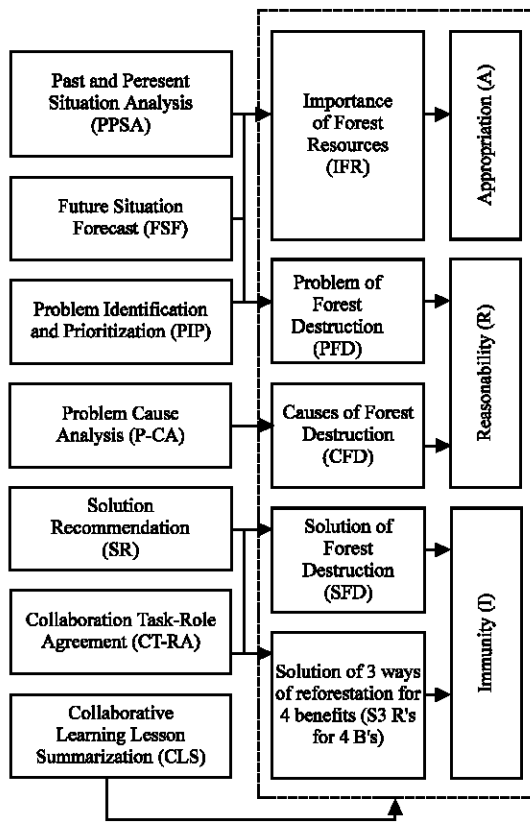 Past and Peresent
Situation Analysis
(PPSA)
Future Situation
Forecast (FSF)
Problem Identification
and Prioritization (PIP)
Problem Cause
Analysis (P-CA)
Solution
Recommendation
(SR)
Collaboration Task-Role
Agreement (CT-RA)
Collaborative
Learning Lesson
Summarization (CLS)
Importance
of Forest
Resources
(IFR)
Problem of
Forest
Destruction
(PFD)
Causes of Forest
Destruction
(CFD)
Solution of
Forest
Destruction
(SFD)
Solution of 3 ways
of reforestation for
4 benefits (S3 R's
for 4 B's)
Appropriation (A)
Reasonability (R)
Immunity (I)